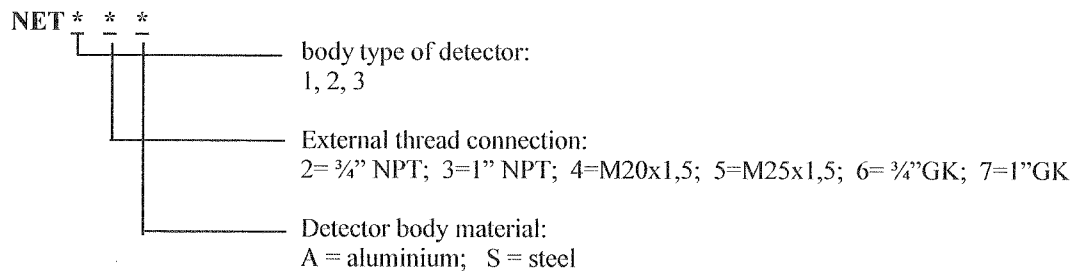 NET * * *
body type of detector:
1, 2, 3
External thread connection:
2= ¾” NPT; 3=1” NPT; 4=M20x1,5; 5=M25x1,5; 6= ¾”GK; 7=1”GK
Detector body material:
A = aluminium; S = steel